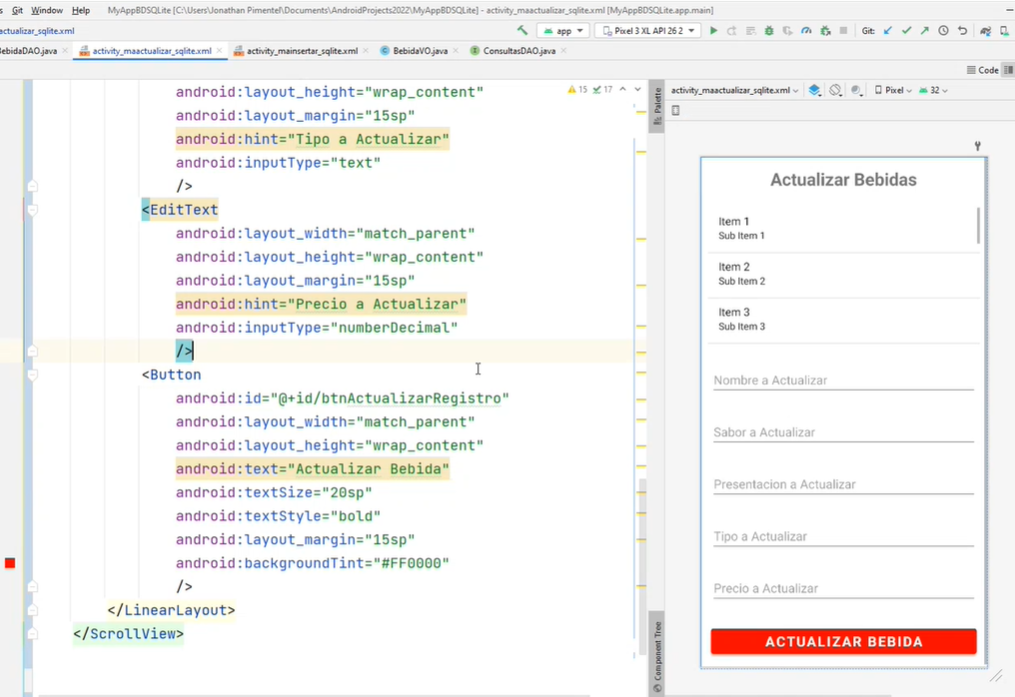 Git Window Help MyAppBDSQLite [C:\Users\Jonathan Pimentel\Documents\AndroidProjects2022\MyAppBDSQLite] - activity_maactualizar_sqlite.xml [MyAppBDSQLite.app.main]
actualizar_sqlite.xml
app
Pixel 3 XL API 26 2
Git:
ebidaDAO.java
activity_maactualizar_sqlite.xml
activity_mainsertar_sqlite.xml
BebidaVO.java
ConsultasDAO.java
Code
15 17
android:layout_height="wrap_content"
android:layout_margin="15sp"
android:hint="Tipo a Actualizar"
android:inputType="text"
/>
<EditText
android:layout_width="match_parent"
android:layout_height="wrap_content"
android:layout_margin="15sp"
android:hint="Precio a Actualizar"
android:inputType="numberDecimal"
/>
<Button
android:id="@+id/btnActualizarRegistro"
android:layout_width="match_parent"
android:layout_height="wrap_content"
android:text="Actualizar Bebida"
android:textSize="20sp"
android:textStyle="bold"
android:layout_margin="15sp"
android:backgroundTint="#FF0000"
/>
</LinearLayout>
</ScrollView>
Palette
Component Tree
activity_maactualizar_sqlite.xml
Pixel
32
Actualizar Bebidas
Item 1
Sub Item 1
Item 2
Sub Item 2
Item 3
Sub Item 3
Nombre a Actualizar
Sabor a Actualizar
Presentacion a Actualizar
Tipo a Actualizar
Precio a Actualizar
ACTUALIZAR BEBIDA